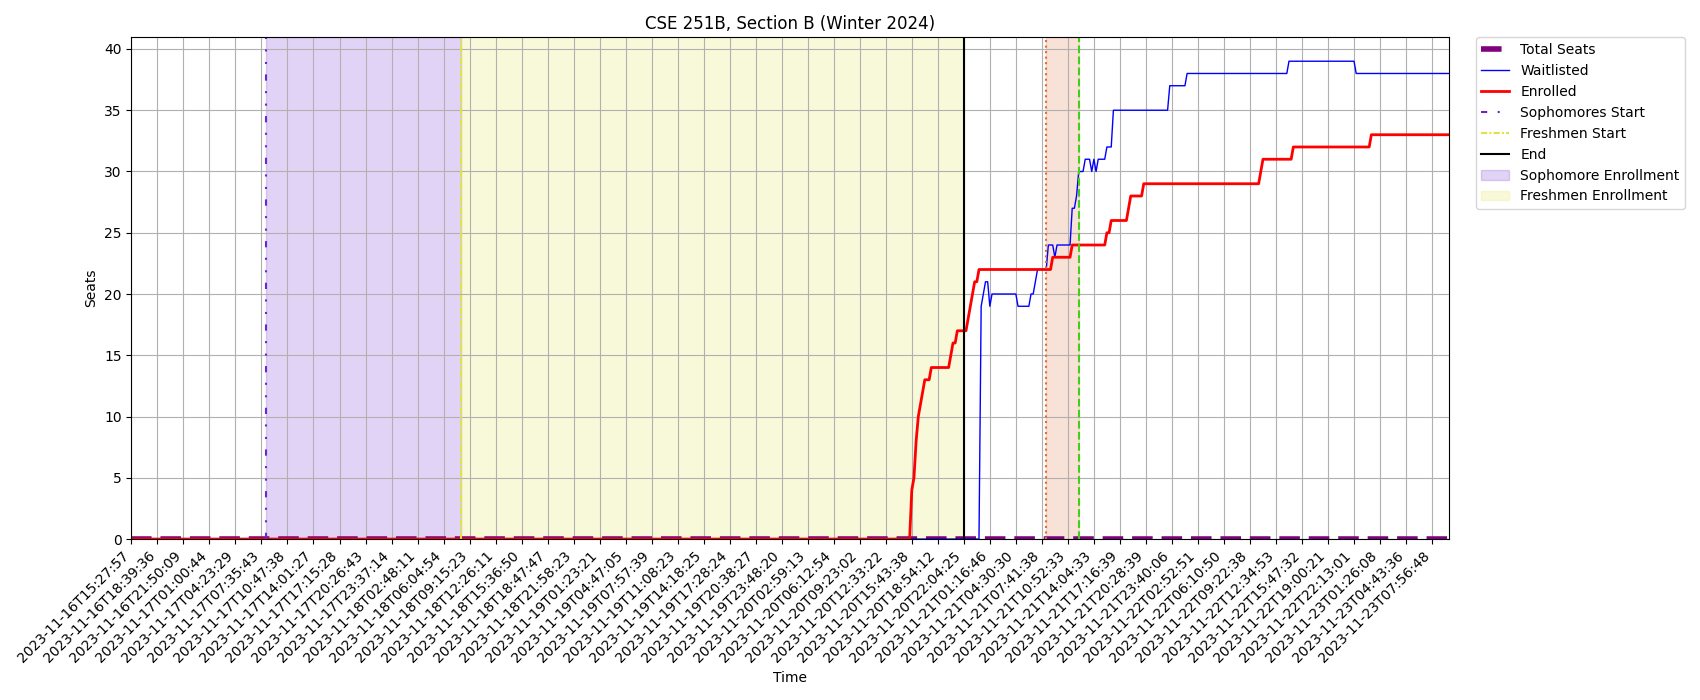 CSE 251B, Section B (Winter 2024)
40
35
30
25
20
15
10
5
0
Seats
2023-11-16T15:27:57
2023-11-16T18:39:36
2023-11-16T21:50:09
2023-11-17T01:00:44
2023-11-17T04:23:29
2023-11-17T07:35:43
2023-11-17T10:47:38
2023-11-17T14:01:27
2023-11-17T17:15:28
2023-11-17T20:26:43
2023-11-17T23:37:14
2023-11-18T02:48:11
2023-11-18T06:04:54
2023-11-18T09:15:23
2023-11-18T12:26:11
2023-11-18T15:36:50
2023-11-18T18:47:47
2023-11-18T21:58:23
2023-11-19T01:23:21
2023-11-19T04:47:05
2023-11-19T07:57:39
2023-11-19T11:08:23
2023-11-19T14:18:25
2023-11-19T17:28:24
2023-11-19T20:38:27
2023-11-19T23:48:20
2023-11-20T02:59:13
2023-11-20T06:12:54
2023-11-20T09:23:02
2023-11-20T12:33:22
2023-11-20T15:43:38
2023-11-20T18:54:12
2023-11-20T22:04:25
2023-11-21T01:16:46
2023-11-21T04:30:30
2023-11-21T07:41:38
2023-11-21T10:52:33
2023-11-21T14:04:33
2023-11-21T17:16:39
2023-11-21T20:28:39
2023-11-21T23:40:06
2023-11-22T02:52:51
2023-11-22T06:10:50
2023-11-22T09:22:38
2023-11-22T12:34:53
2023-11-22T15:47:32
2023-11-22T19:00:21
2023-11-22T22:13:01
2023-11-23T01:26:08
2023-11-23T04:43:36
2023-11-23T07:56:48
Time
Total Seats
Waitlisted
Enrolled
Sophomores Start
Freshmen Start
End
Sophomore Enrollment
Freshmen Enrollment